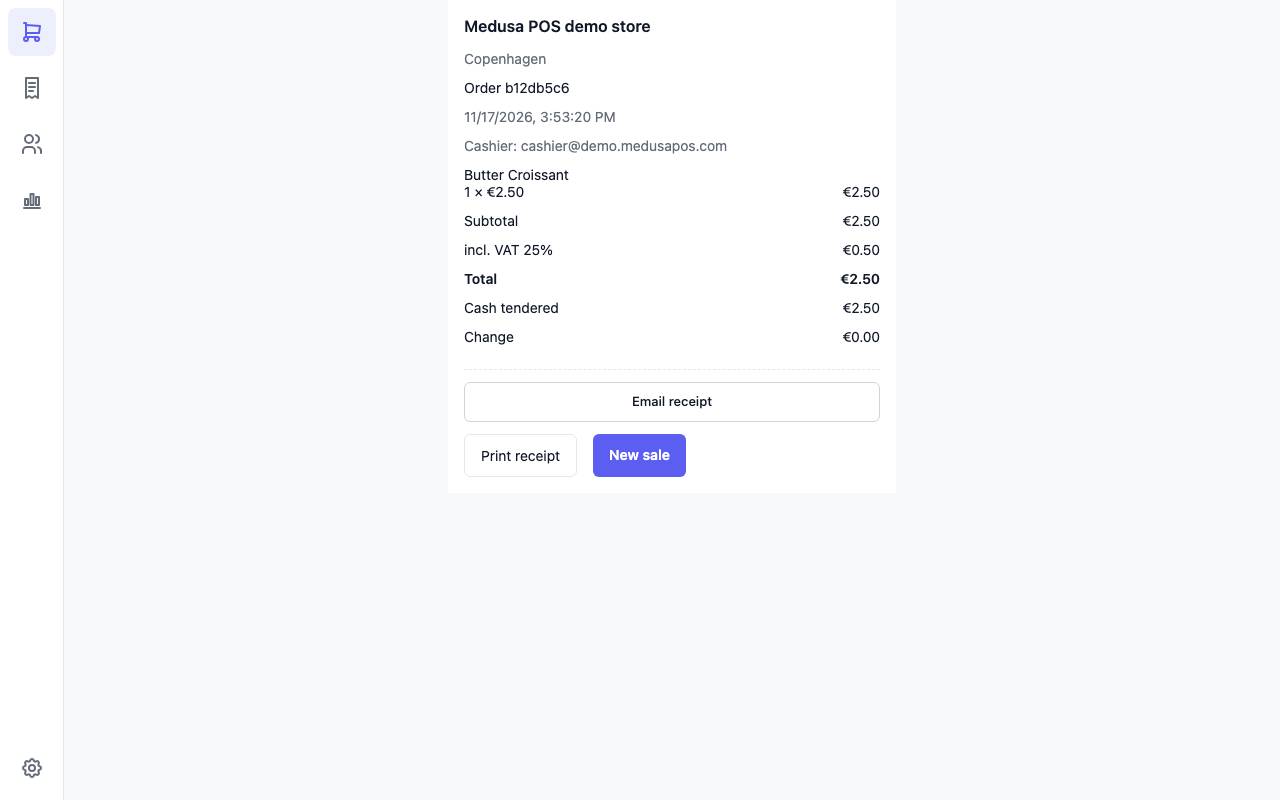 Medusa POS demo store
Copenhagen
Order b12db5c6
11/17/2026, 3:53:20 PM
Cashier: cashier@demo.medusapos.com
Butter Croissant
1 × €2.50 €2.50
Subtotal €2.50
incl. VAT 25% €0.50
Total €2.50
Cash tendered €2.50
Change €0.00
Email receipt
Print receipt New sale